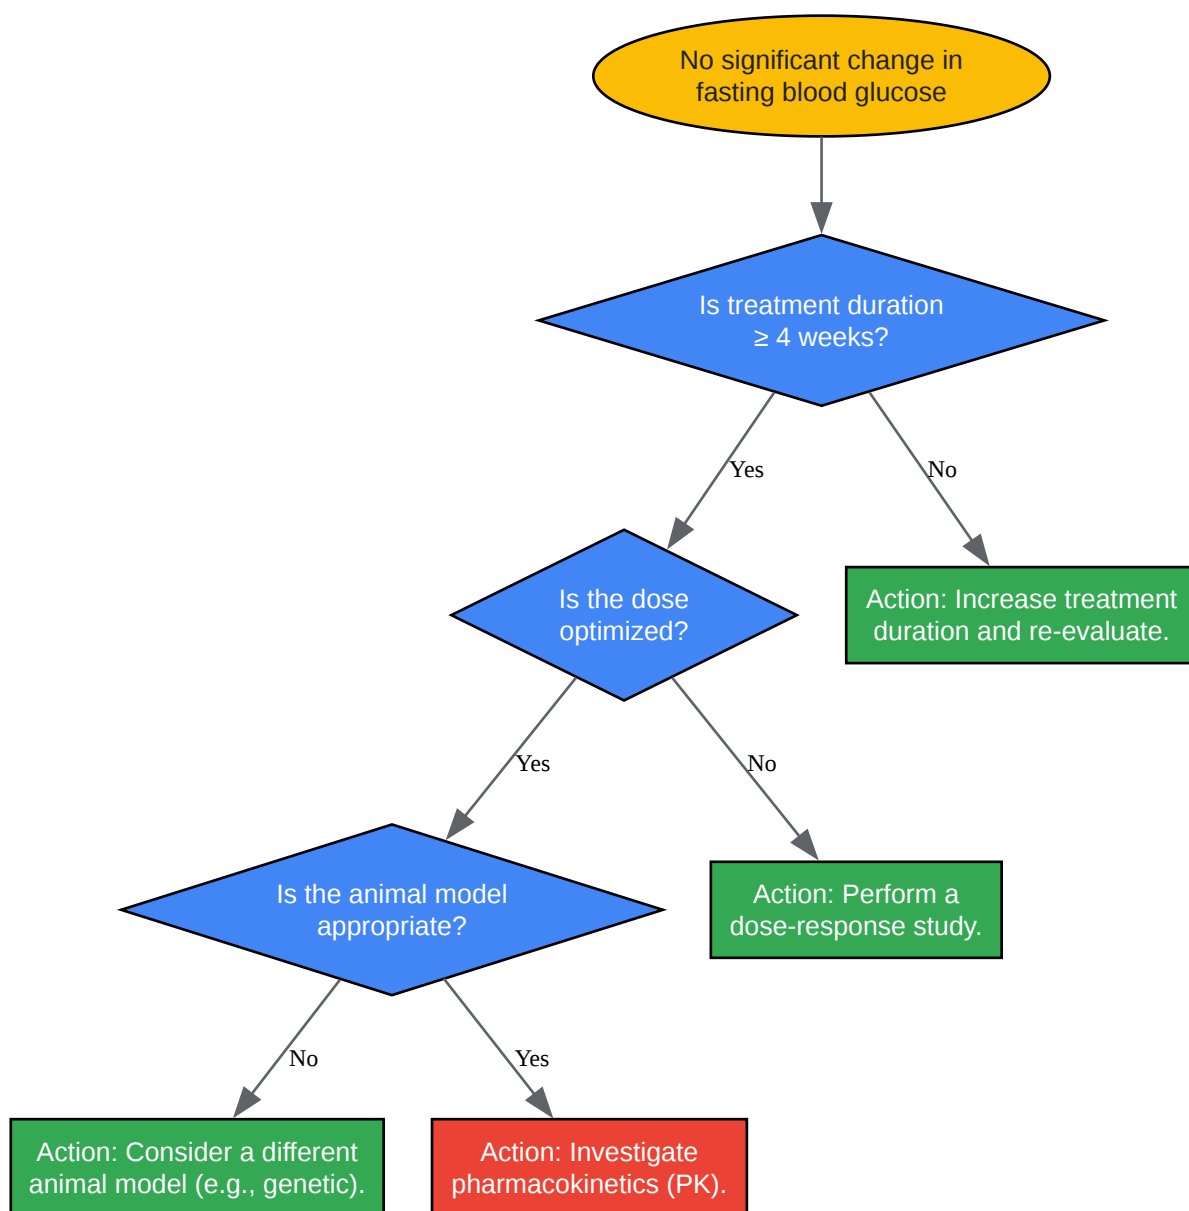 No significant change in
fasting blood glucose
Is treatment duration
≥ 4 weeks?
Yes
No
Is the dose
optimized?
Action: Increase treatment
duration and re-evaluate.
Yes
No
Is the animal model
appropriate?
Action: Perform a
dose-response study.
No
Yes
Action: Consider a different
animal model (e.g., genetic).
Action: Investigate
pharmacokinetics (PK).